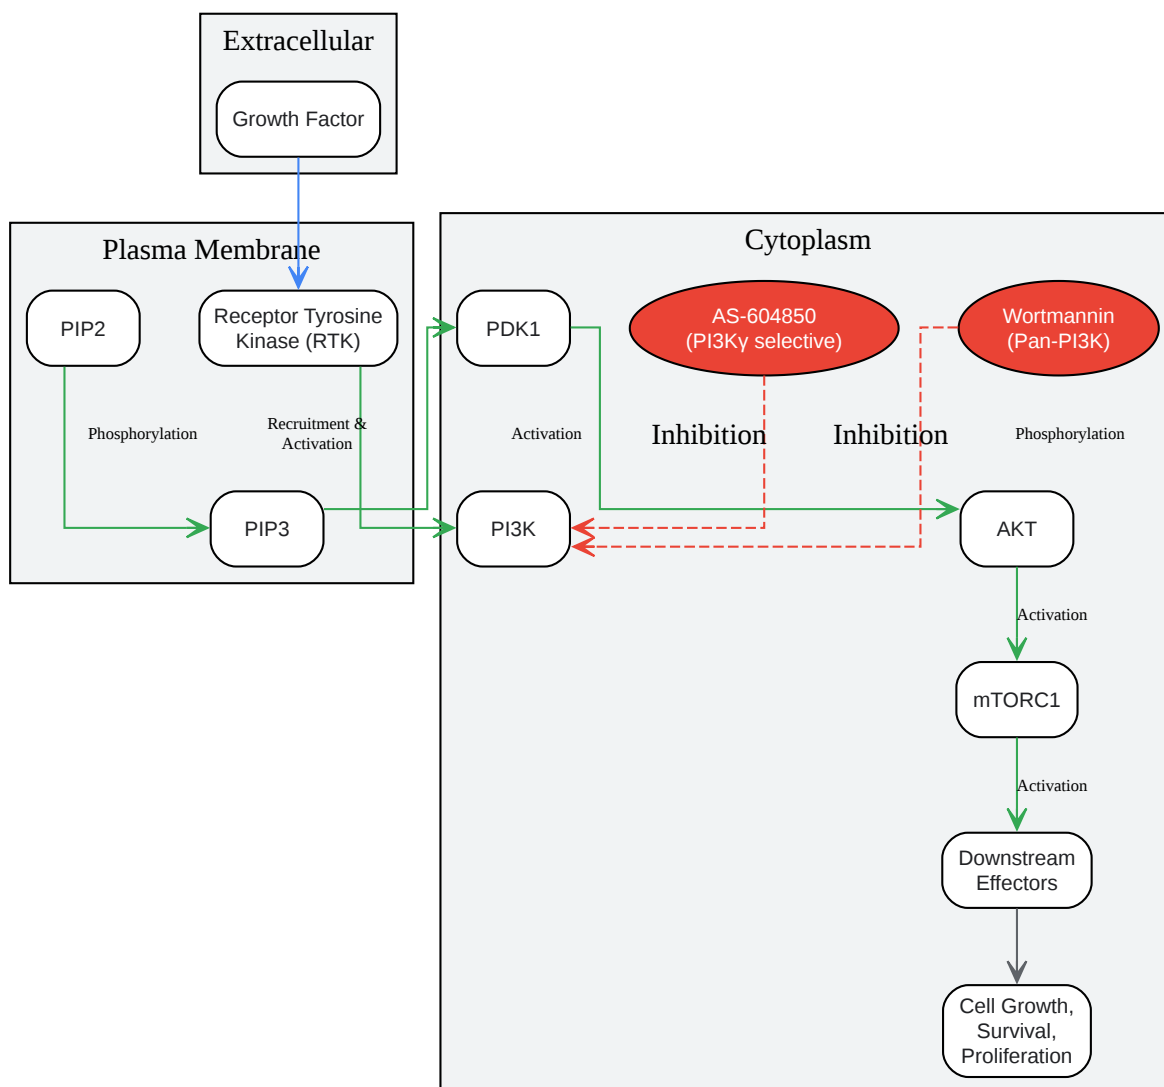 Extracellular
Growth Factor
Plasma Membrane
Cytoplasm
PIP2
Receptor Tyrosine
Kinase (RTK)
PDK1
AS-604850
(PI3Kγ selective)
Wortmannin
(Pan-PI3K)
Phosphorylation
Recruitment &
Activation
Activation
Inhibition
Inhibition
Phosphorylation
PIP3
PI3K
AKT
Activation
mTORC1
Activation
Downstream
Effectors
Cell Growth,
Survival,
Proliferation